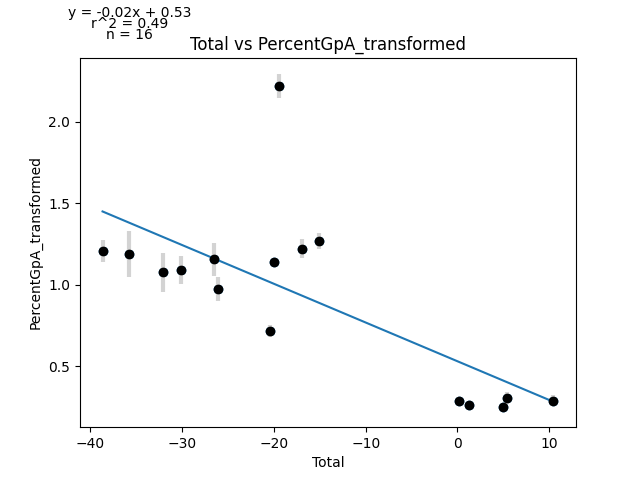 y = -0.02x + 0.53
r^2 = 0.49
n = 16
Total vs PercentGpA_transformed
PercentGpA_transformed
2.0
1.5
1.0
0.5
−40
−30
−20
−10
0
10
Total